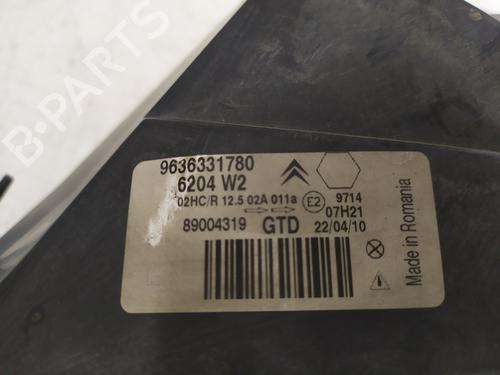 9636331780
6204 W2
02HC/R 12.5 02A 011a
E2
9714
07H21
89004319
GTD
22/04/10
Made in Romania
B-PARTS